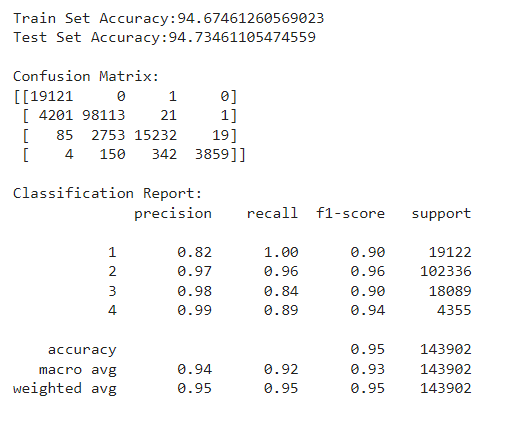 Train Set Accuracy:94.67461260569023
Test Set Accuracy:94.73461105474559

Confusion Matrix:
[[19121     0     1     0]
 [ 4201 98113    21     1]
 [   85  2753 15232    19]
 [    4   150   342  3859]]

Classification Report:
              precision    recall  f1-score   support

           1       0.82      1.00      0.90     19122
           2       0.97      0.96      0.96    102336
           3       0.98      0.84      0.90     18089
           4       0.99      0.89      0.94      4355

    accuracy                           0.95    143902
   macro avg       0.94      0.92      0.93    143902
weighted avg       0.95      0.95      0.95    143902